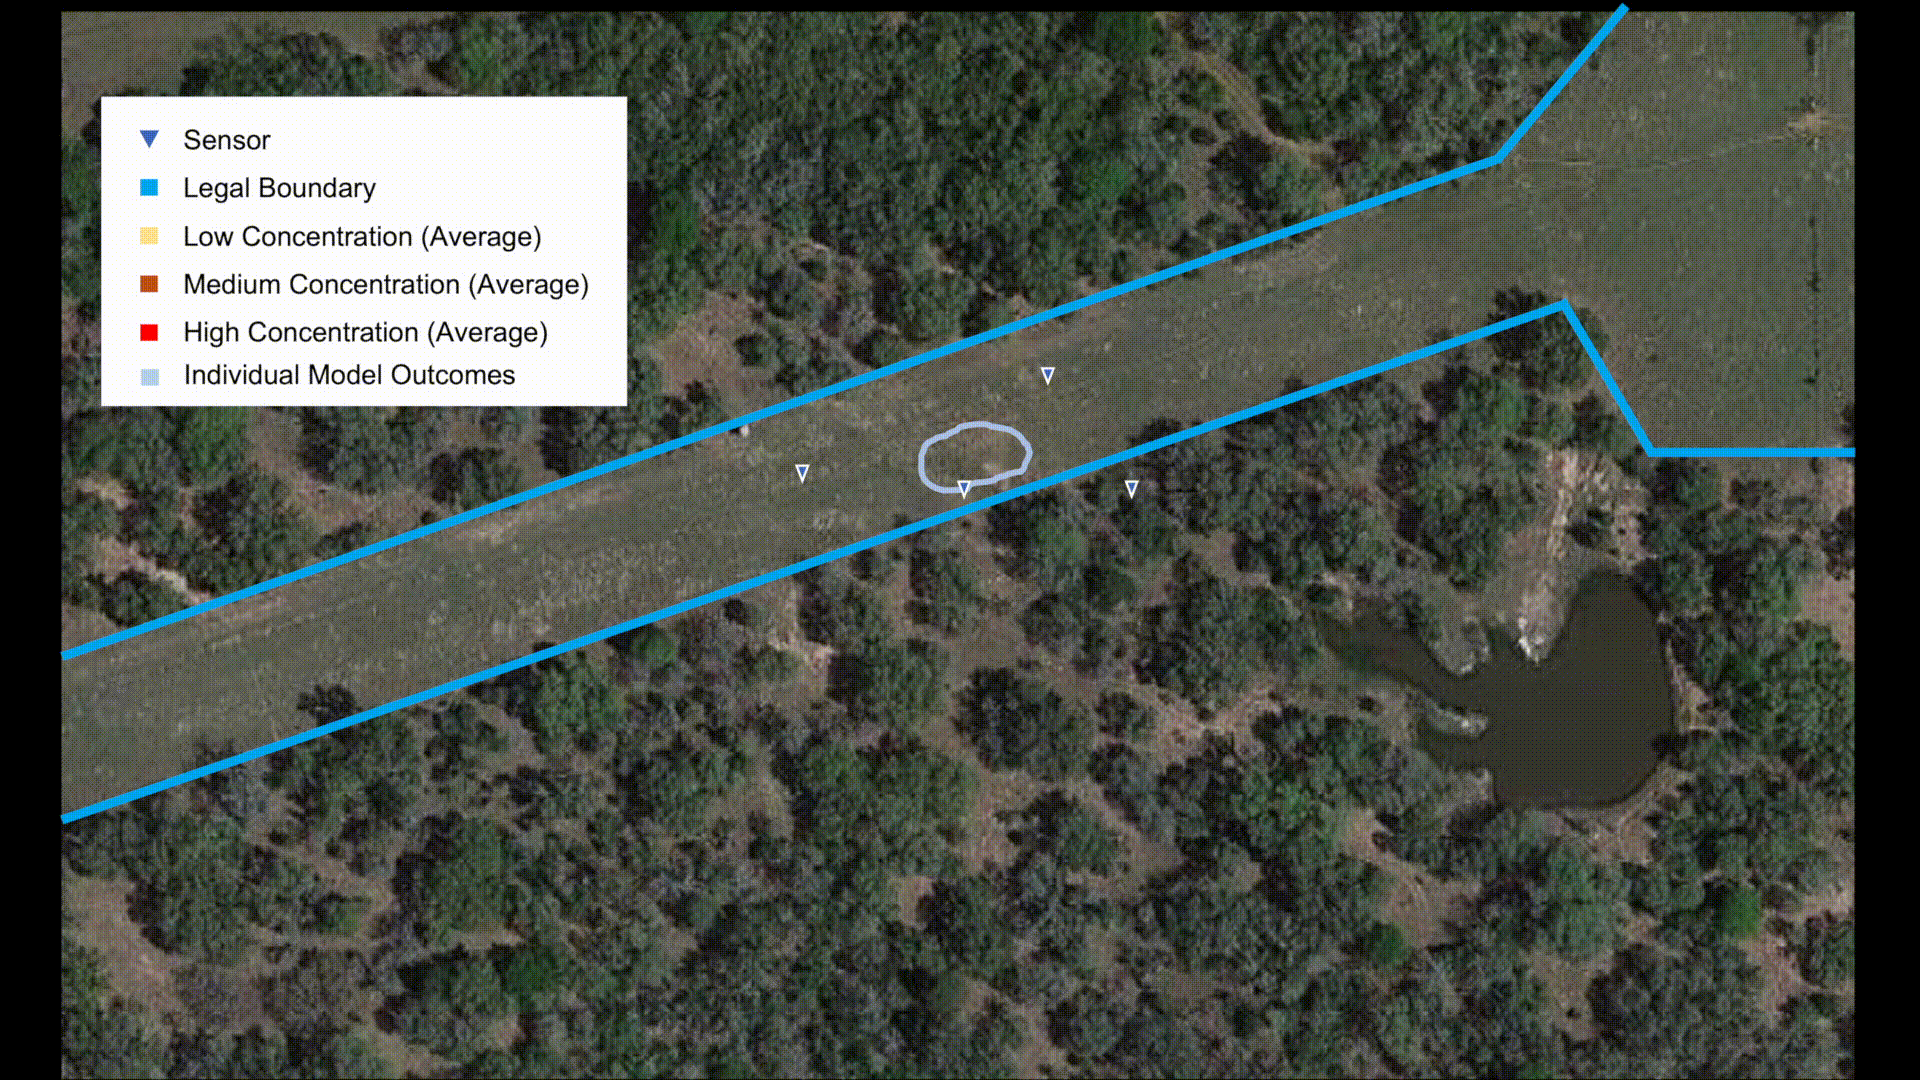 Sensor
Legal Boundary
Low Concentration (Average)
Medium Concentration (Average)
High Concentration (Average)
Individual Model Outcomes